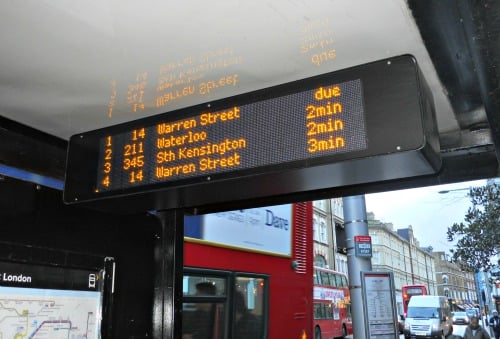 1 14 Warren Street due
2 211 Waterloo 2min
3 345 Sth Kensington 2min
4 14 Warren Street 3min
Dave
London